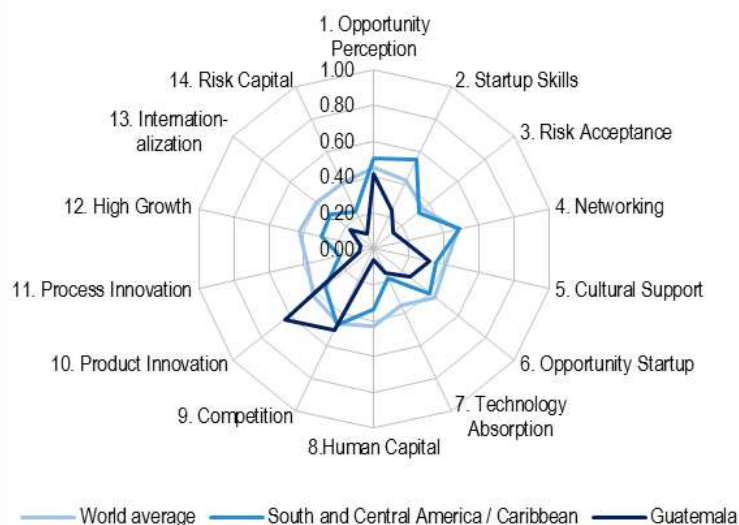 1. Opportunity
Perception
2. Startup Skills
3. Risk Acceptance
4. Networking
5. Cultural Support
6. Opportunity Startup
7. Technology
Absorption
8.Human Capital
9. Competition
10. Product Innovation
11. Process Innovation
12. High Growth
13. Internation-
alization
14. Risk Capital
1.00
0.80
0.60
0.40
0.20
0.00
World average
South and Central America / Caribbean
Guatemala